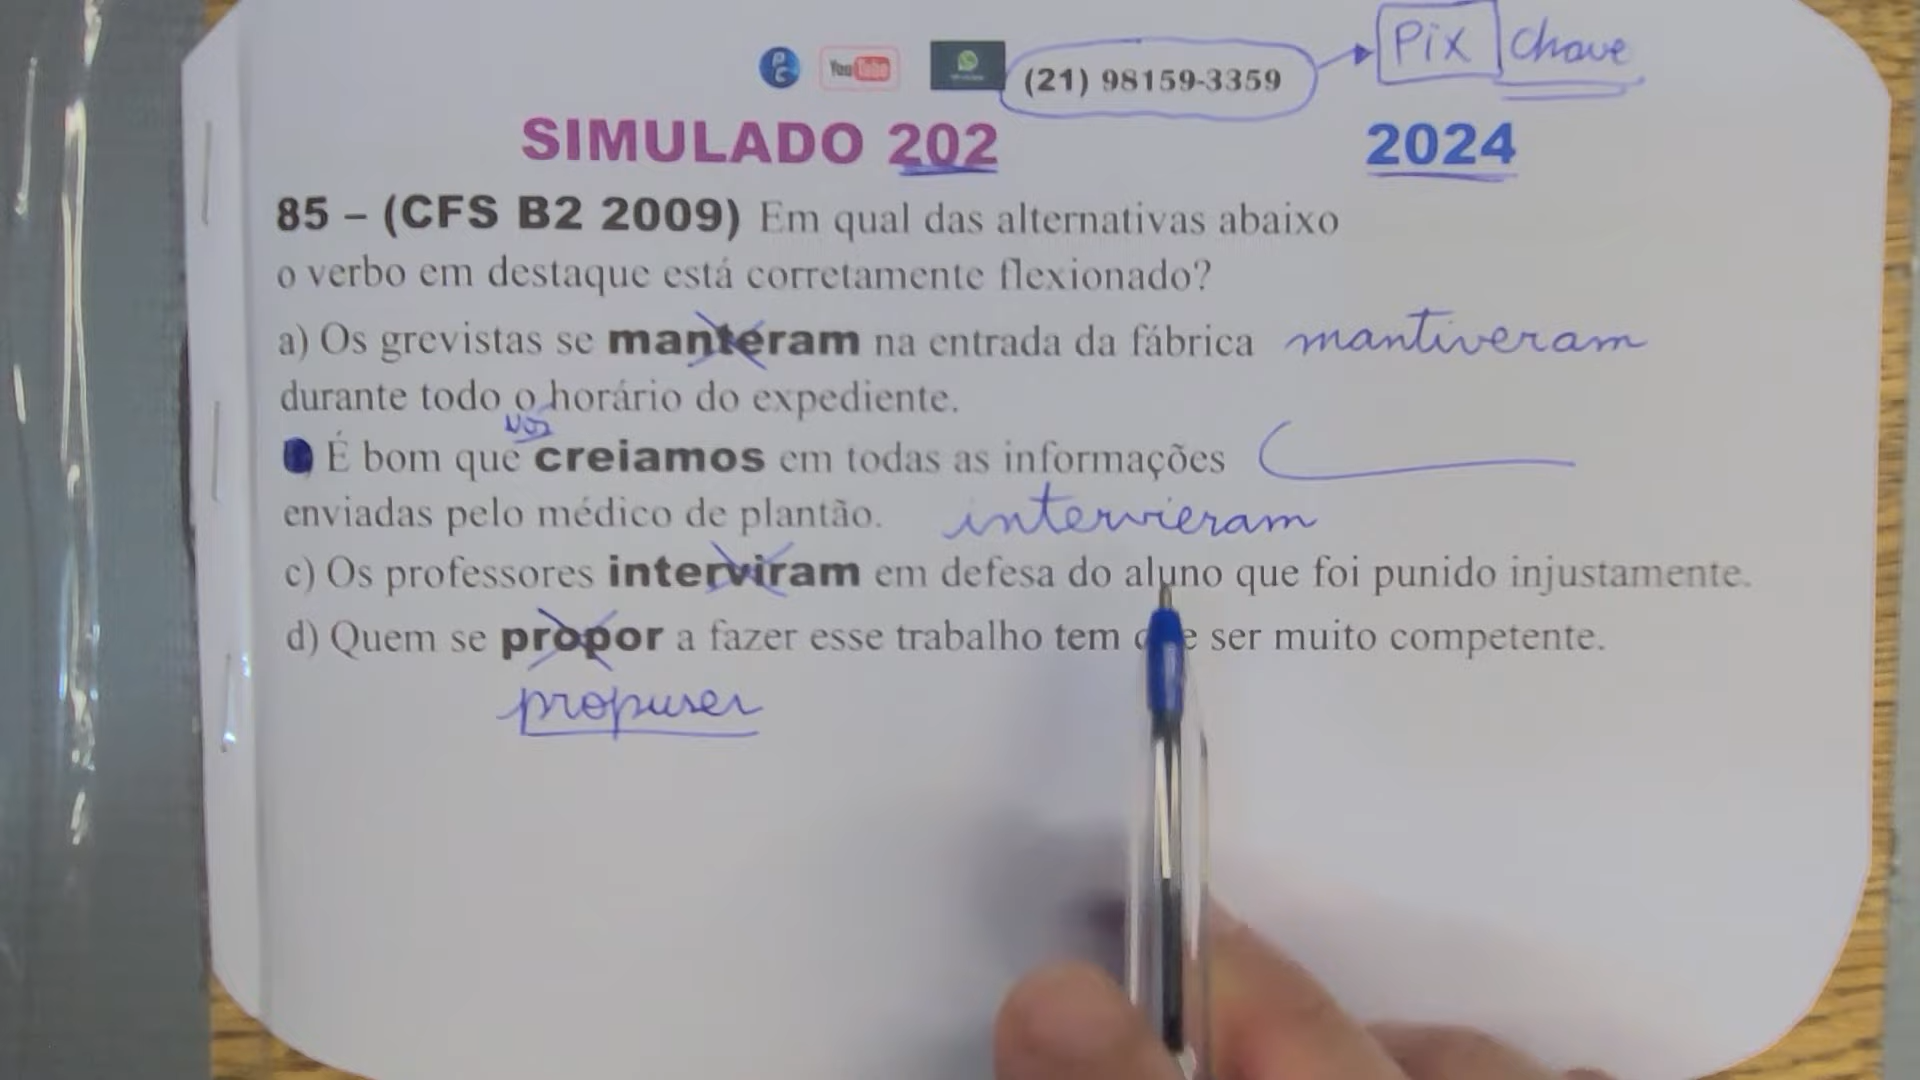 Pix chave
PC YouTube (21) 98159-3359
SIMULADO 202 2024
85 – (CFS B2 2009) Em qual das alternativas abaixo
o verbo em destaque está corretamente flexionado?
a) Os grevistas se manteram na entrada da fábrica mantiveram
durante todo o horário do expediente.
nós
É bom que creiamos em todas as informações
enviadas pelo médico de plantão. intervieram
c) Os professores interviram em defesa do aluno que foi punido injustamente.
d) Quem se propor a fazer esse trabalho tem ser muito competente.
propuser